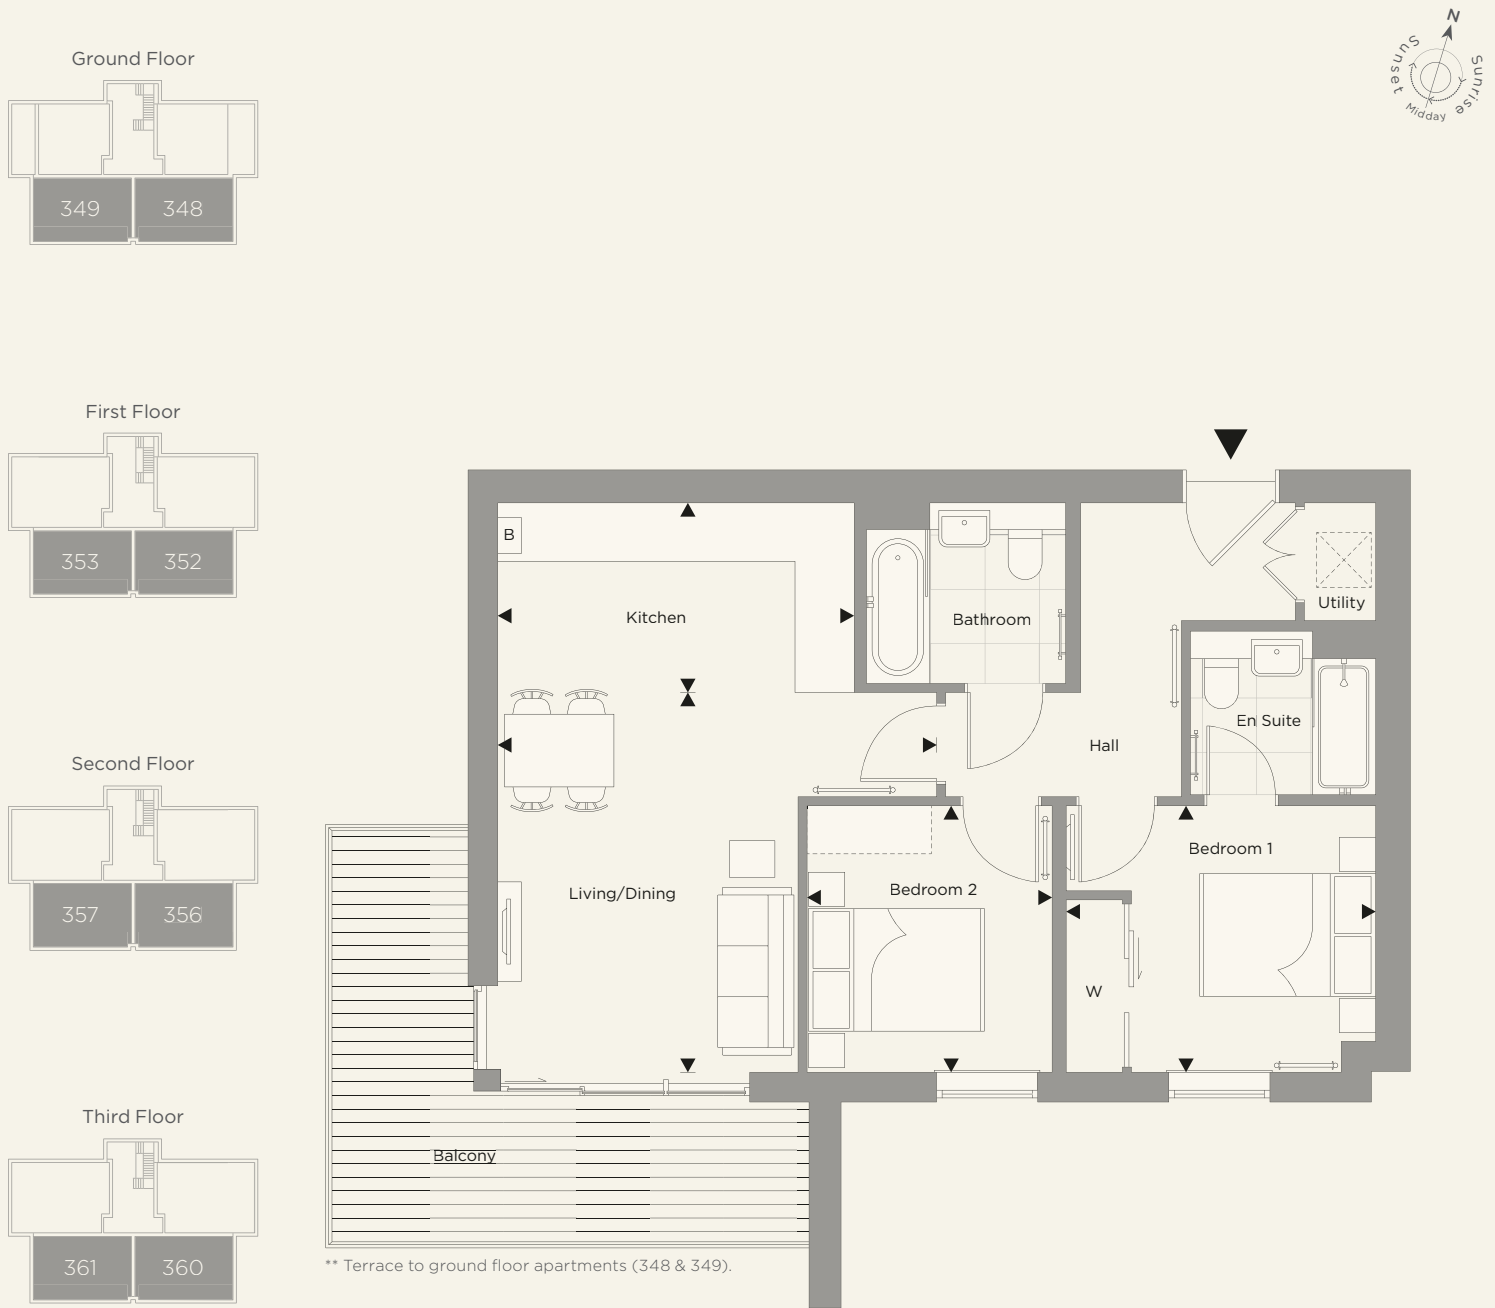 N
Sunset
Sunrise
Midday
Ground Floor
349
348
First Floor
353
352
Second Floor
357
356
Third Floor
361
360
B
Kitchen
Bathroom
Utility
En Suite
Hall
Bedroom 1
Bedroom 2
Living/Dining
W
Balcony
** Terrace to ground floor apartments (348 & 349).